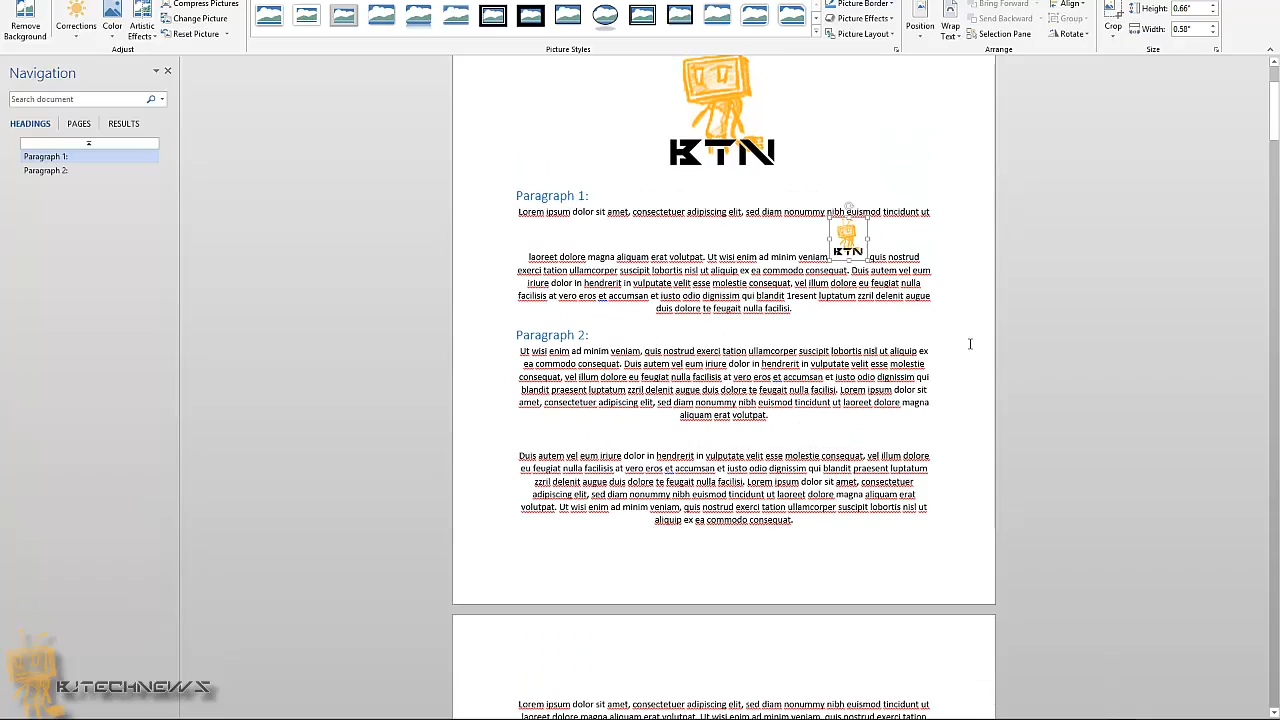 Compress Pictures
Picture Border
Bring Forward
Align
Height: 0.66"
Remove
Background
Corrections
Color
Artistic
Effects
Change Picture
Reset Picture
Picture Effects
Picture Layout
Position
Wrap
Text
Send Backward
Selection Pane
Group
Rotate
Crop
Width: 0.58"
Adjust
Picture Styles
Arrange
Size
Navigation
Search document
HEADINGS PAGES RESULTS
Paragraph 1:
Paragraph 2:
KTN
Paragraph 1:
Lorem ipsum dolor sit amet, consectetuer adipiscing elit, sed diam nonummy nibh euismod tincidunt ut
KTN
laoreet dolore magna aliquam erat volutpat. Ut wisi enim ad minim veniam, quis nostrud
exerci tation ullamcorper suscipit lobortis nisl ut aliquip ex ea commodo consequat. Duis autem vel eum
iriure dolor in hendrerit in vulputate velit esse molestie consequat, vel illum dolore eu feugiat nulla
facilisis at vero eros et accumsan et iusto odio dignissim qui blandit 1resent luptatum zzril delenit augue
duis dolore te feugait nulla facilisi.
Paragraph 2:
Ut wisi enim ad minim veniam, quis nostrud exerci tation ullamcorper suscipit lobortis nisl ut aliquip ex
ea commodo consequat. Duis autem vel eum iriure dolor in hendrerit in vulputate velit esse molestie
consequat, vel illum dolore eu feugiat nulla facilisis at vero eros et accumsan et iusto odio dignissim qui
blandit praesent luptatum zzril delenit augue duis dolore te feugait nulla facilisi. Lorem ipsum dolor sit
amet, consectetuer adipiscing elit, sed diam nonummy nibh euismod tincidunt ut laoreet dolore magna
aliquam erat volutpat.
Duis autem vel eum iriure dolor in hendrerit in vulputate velit esse molestie consequat, vel illum dolore
eu feugiat nulla facilisis at vero eros et accumsan et iusto odio dignissim qui blandit praesent luptatum
zzril delenit augue duis dolore te feugait nulla facilisi. Lorem ipsum dolor sit amet, consectetuer
adipiscing elit, sed diam nonummy nibh euismod tincidunt ut laoreet dolore magna aliquam erat
volutpat. Ut wisi enim ad minim veniam, quis nostrud exerci tation ullamcorper suscipit lobortis nisl ut
aliquip ex ea commodo consequat.
Lorem ipsum dolor sit amet, consectetuer adipiscing elit, sed diam nonummy nibh euismod tincidunt ut
laoreet dolore magna aliquam erat volutpat. Ut wisi enim ad minim veniam, quis nostrud
KJTECHNEWS